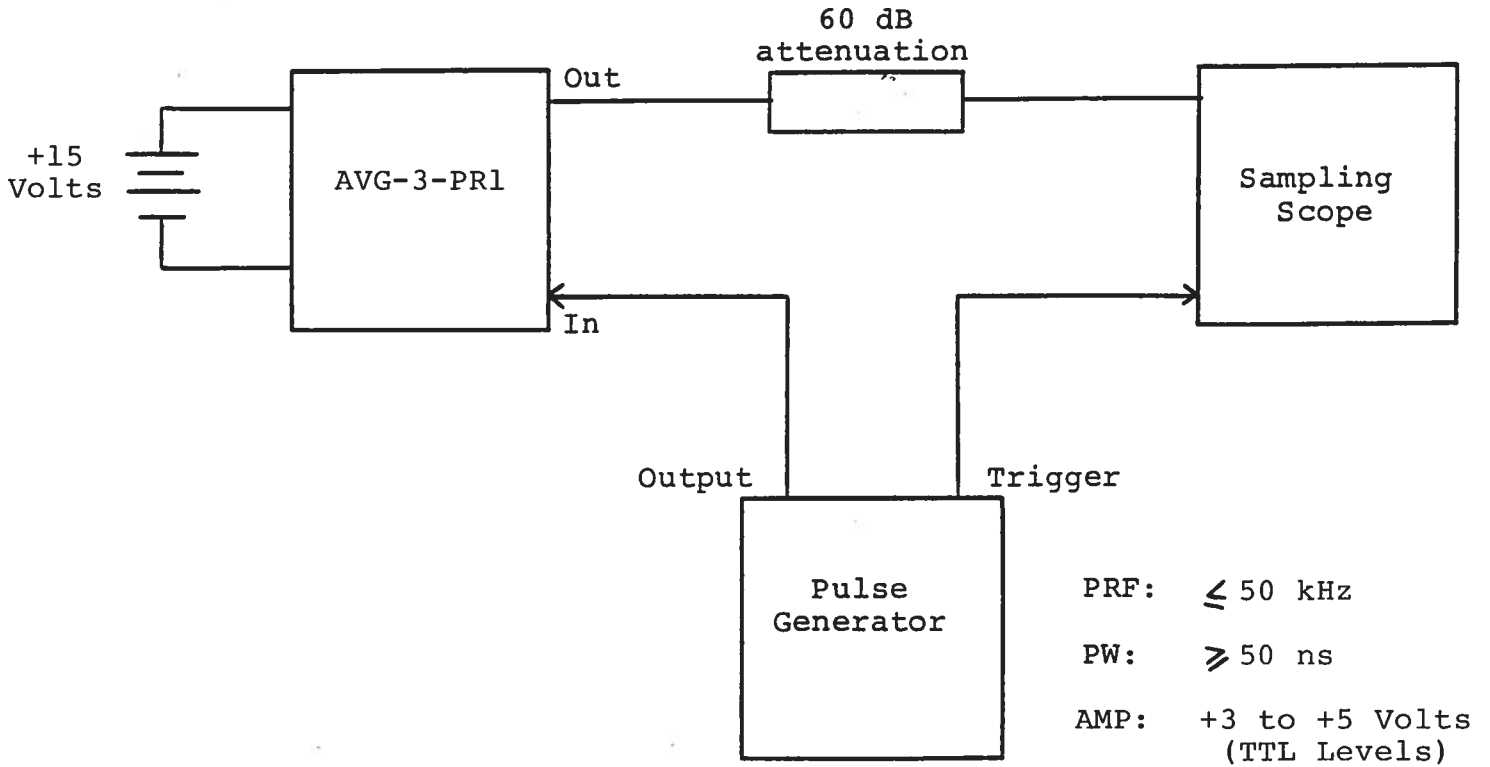 60 dB
attenuation
Out
+15
Volts
AVG-3-PR1
Sampling
Scope
In
Output
Trigger
Pulse
Generator
PRF: ≤ 50 kHz
PW: ≥ 50 ns
AMP: +3 to +5 Volts
(TTL Levels)